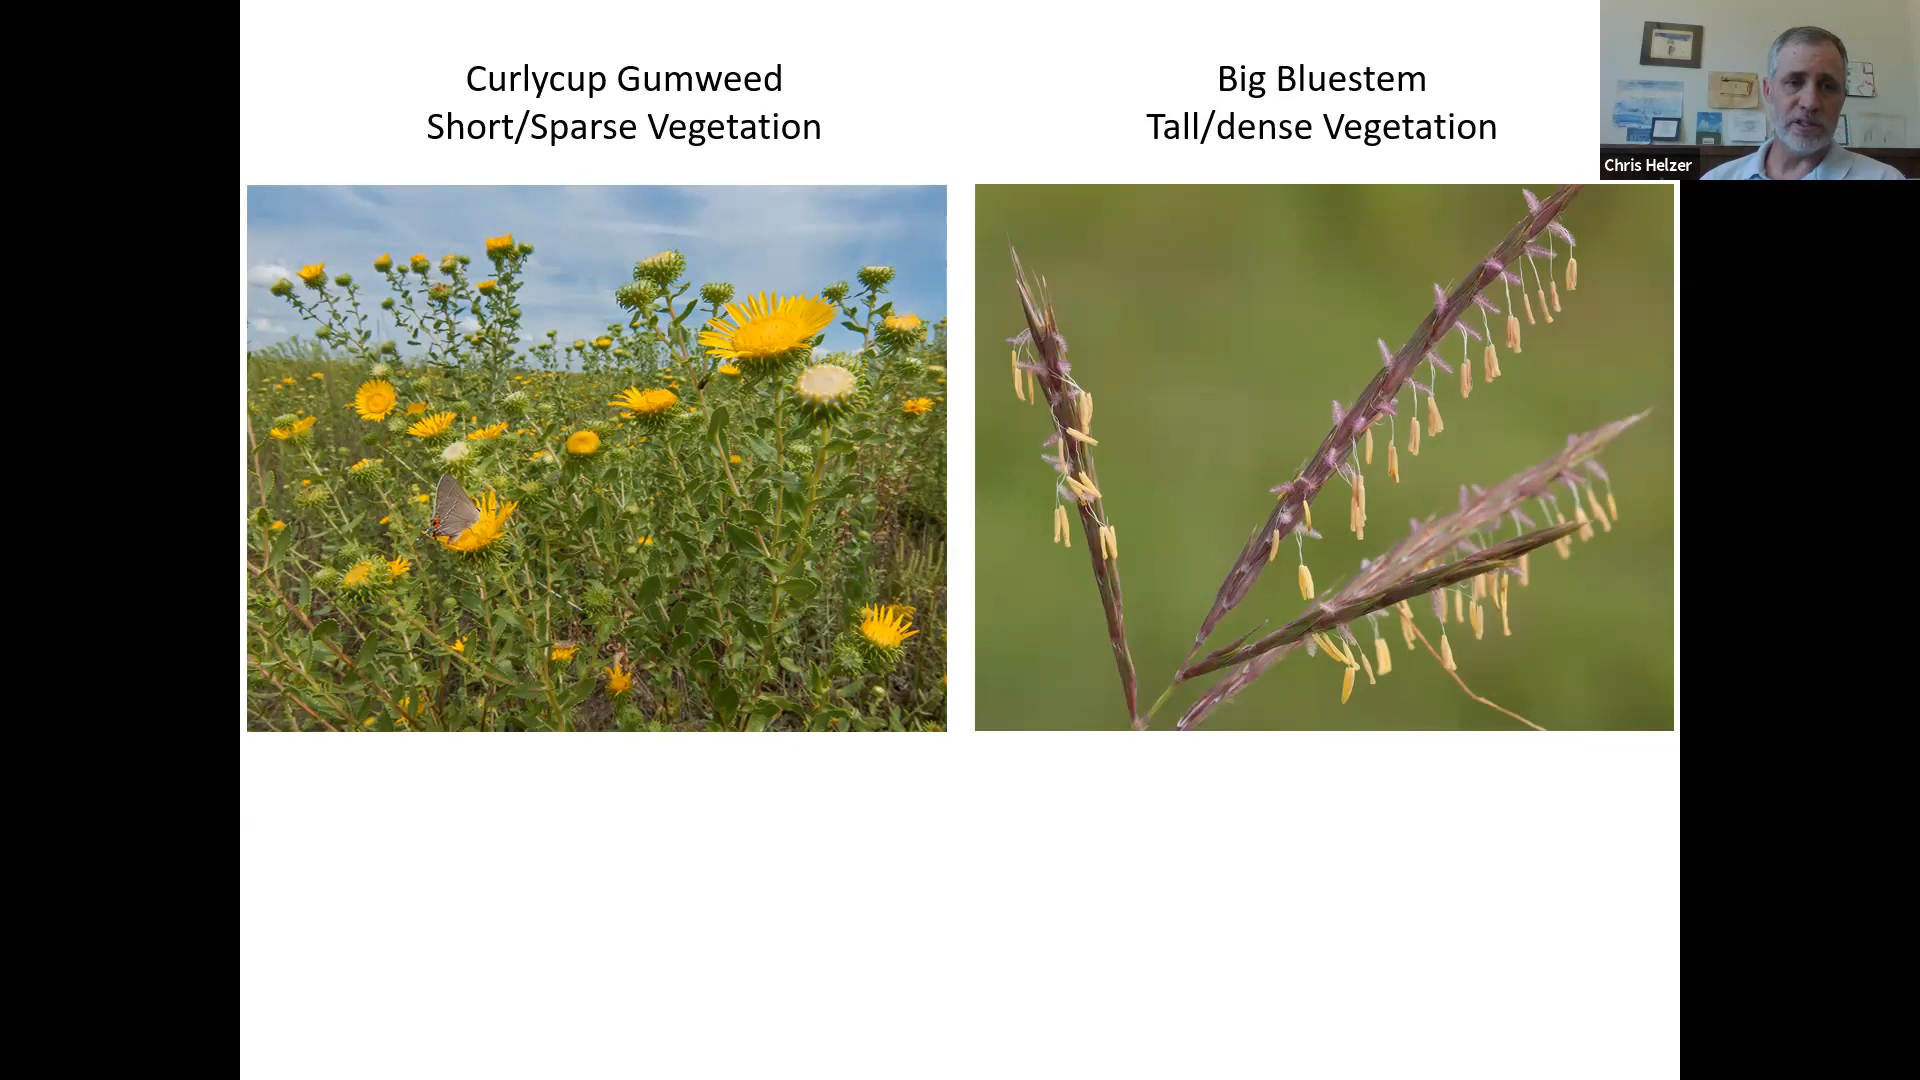 Curlycup Gumweed
Short/Sparse Vegetation
Big Bluestem
Tall/dense Vegetation
Chris Helzer